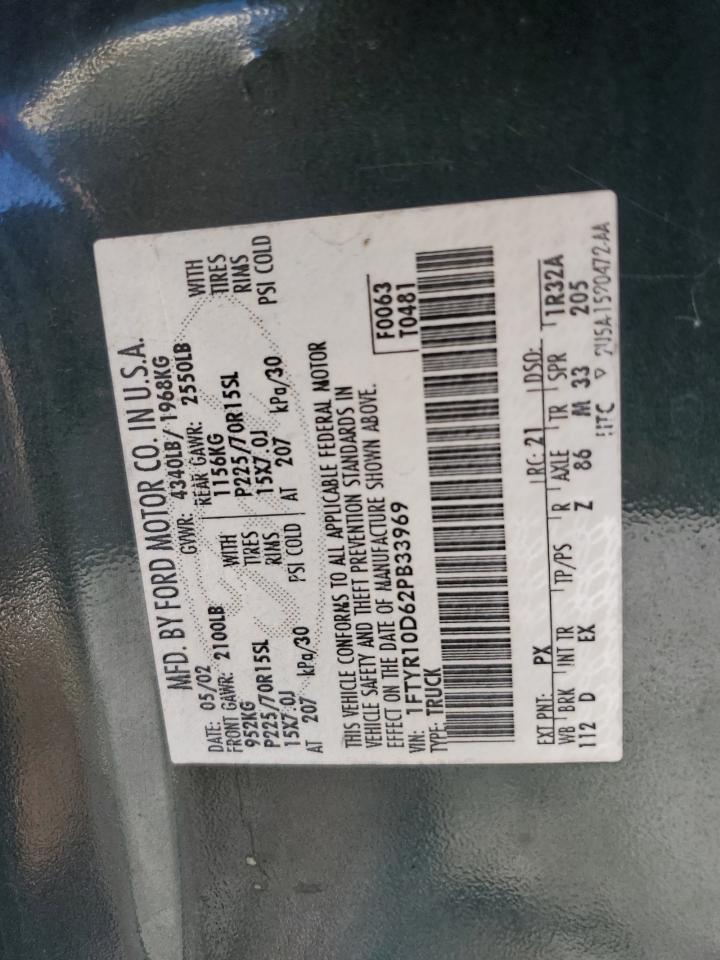 MFD. BY FORD MOTOR CO. IN U.S.A.
DATE: 05/02 GVWR: 4340LB/ 1968KG
FRONT GAWR: 2100LB REAR GAWR: 2550LB
952KG WITH 1156KG WITH
P225/70R15SL TIRES P225/70R15SL TIRES
15X7.0J RIMS 15X7.0J RIMS
AT 207 kPa/30 PSI COLD AT 207 kPa/30 PSI COLD
THIS VEHICLE CONFORMS TO ALL APPLICABLE FEDERAL MOTOR
VEHICLE SAFETY AND THEFT PREVENTION STANDARDS IN
EFFECT ON THE DATE OF MANUFACTURE SHOWN ABOVE.
VIN: 1FTYR10D62PB33969 F0063
TYPE: TRUCK T0481
EXT PNT: PX RC: 21 DSO:
WB BRK INT TR TP/PS R AXLE TR SPR 1R32A
112 D EX Z 86 M 33 205
UTC ▽ 2U5A1520472AA